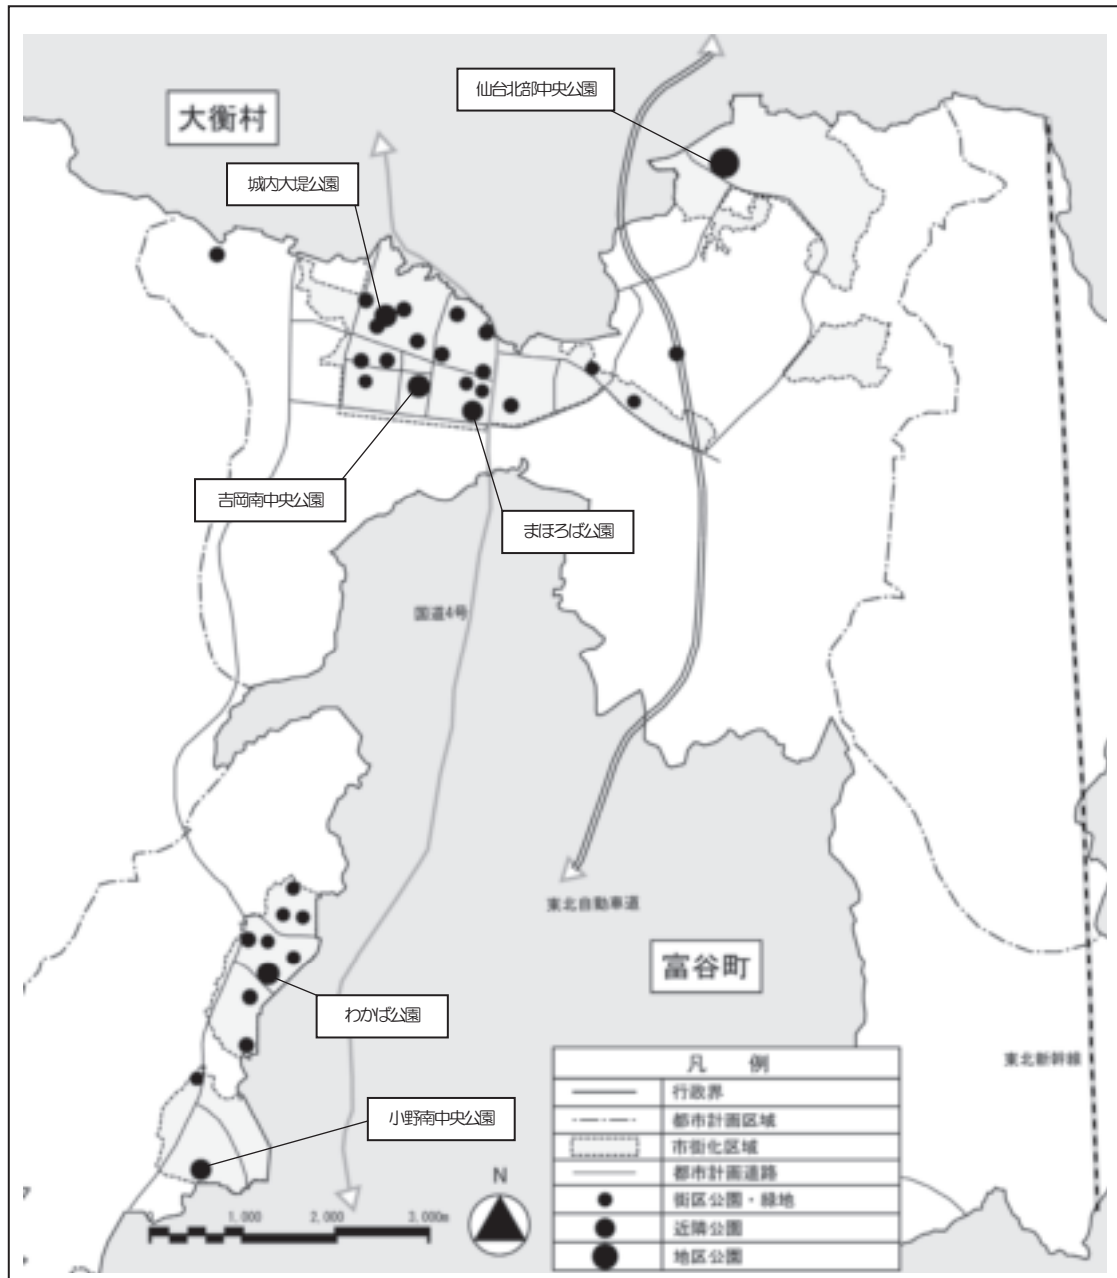 仙台北部中央公園
大衡村
城内大堤公園
吉岡南中央公園
まほろば公園
国道4号
東北自動車道
富谷町
わかば公園
東北新幹線
小野南中央公園
凡 例
行政界
都市計画区域
市街化区域
都市計画道路
街区公園・緑地
近隣公園
地区公園
N
0 1,000 2,000 3,000m